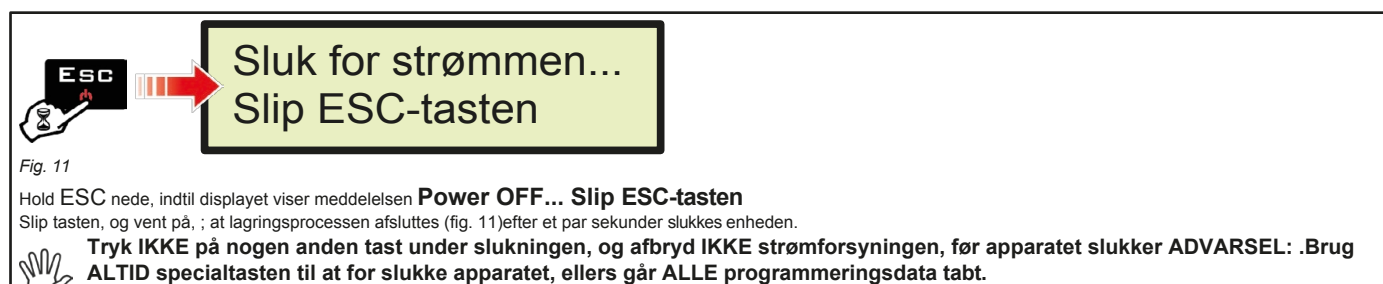 Esc
Sluk for strømmen...
Slip ESC-tasten
Fig. 11
Hold ESC nede, indtil displayet viser meddelelsen Power OFF... Slip ESC-tasten
Slip tasten, og vent på, ; at lagringsprocessen afsluttes (fig. 11)efter et par sekunder slukkes enheden.
Tryk IKKE på nogen anden tast under slukningen, og afbryd IKKE strømforsyningen, før apparatet slukker ADVARSEL: .Brug
ALTID specialtasten til at for slukke apparatet, ellers går ALLE programmeringsdata tabt.